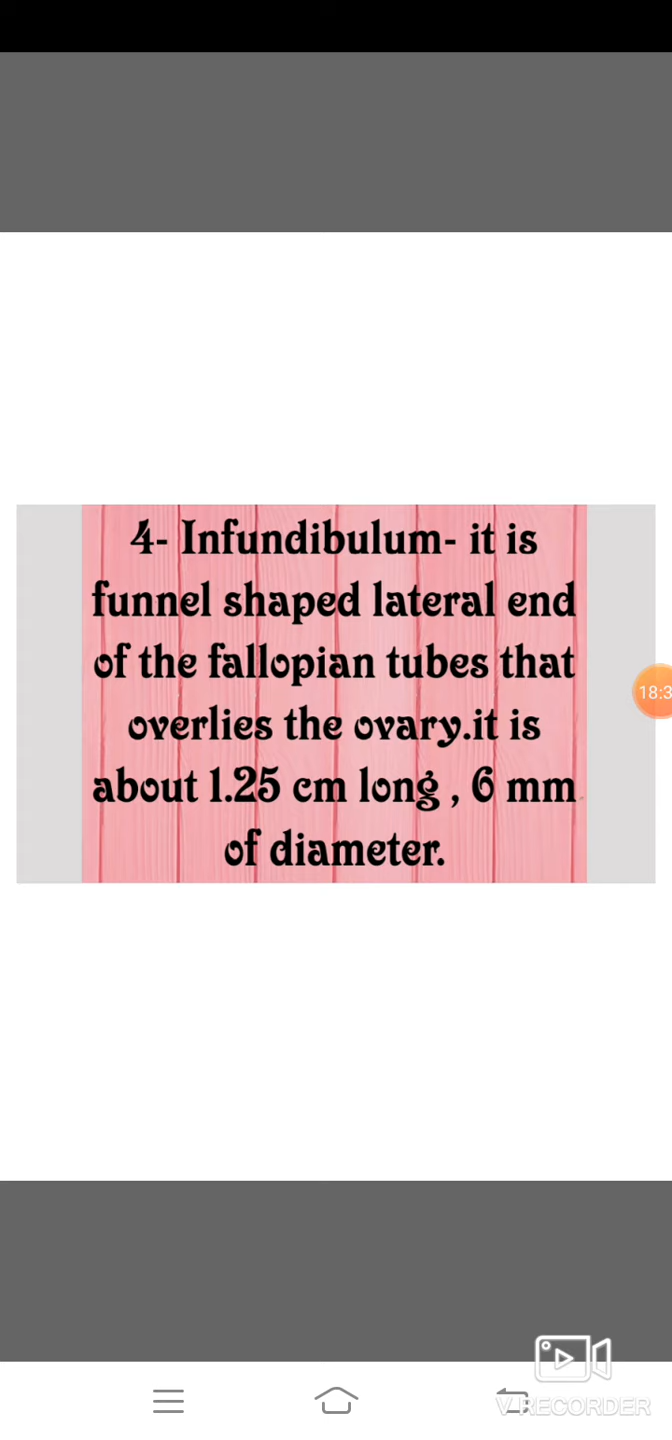 4- Infundibulum- it is
funnel shaped lateral end
of the fallopian tubes that
overlies the ovary.it is
about 1.25 cm long , 6 mm
of diameter.
18:3
V RECORDER